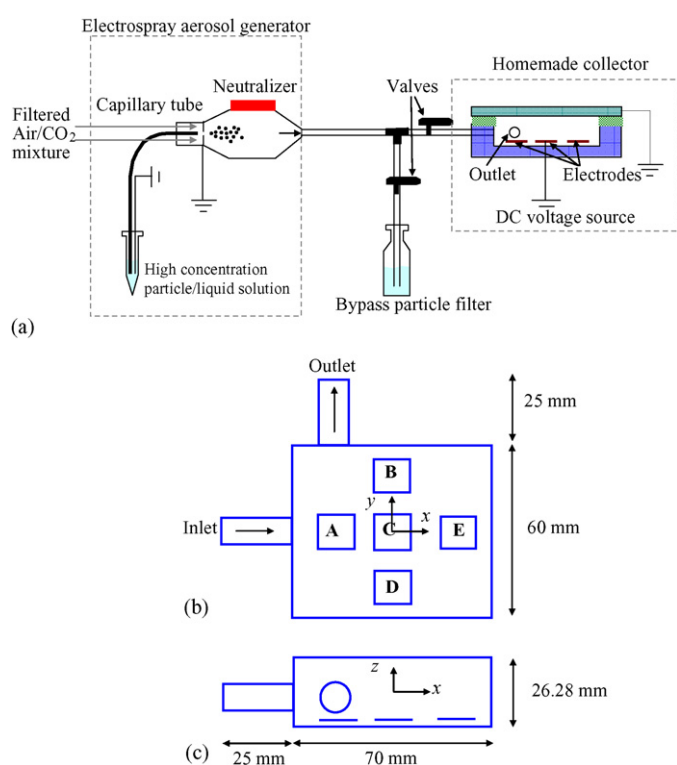 Electrospray aerosol generator
Homemade collector
Neutralizer
Valves
Capillary tube
Filtered
Air/CO2
mixture
Outlet
Electrodes
DC voltage source
High concentration
particle/liquid solution
Bypass particle filter
(a)
Outlet
25 mm
B
y
x
Inlet
A
C
E
60 mm
D
(b)
z
x
26.28 mm
(c)
25 mm
70 mm